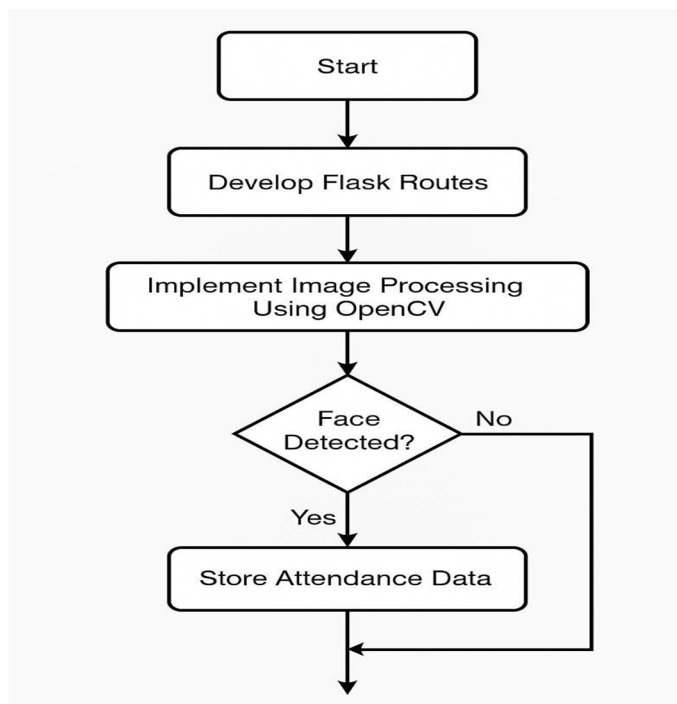 Start
Develop Flask Routes
Implement Image Processing
Using OpenCV
Face
Detected?
No
Yes
Store Attendance Data